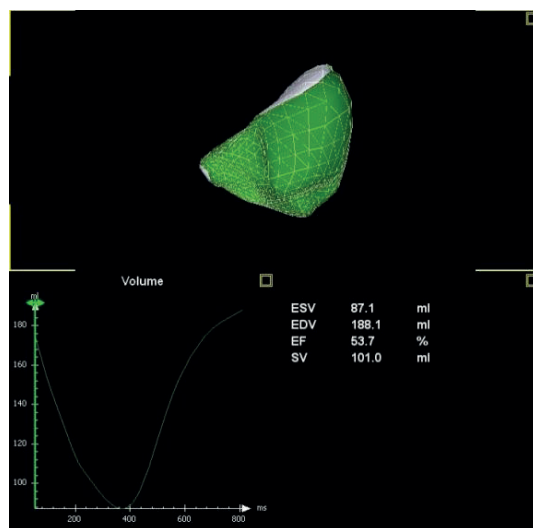 Volume
ml
180
160
140
120
100
200
400
600
800
ms
ESV 87.1 ml
EDV 188.1 ml
EF 53.7 %
SV 101.0 ml